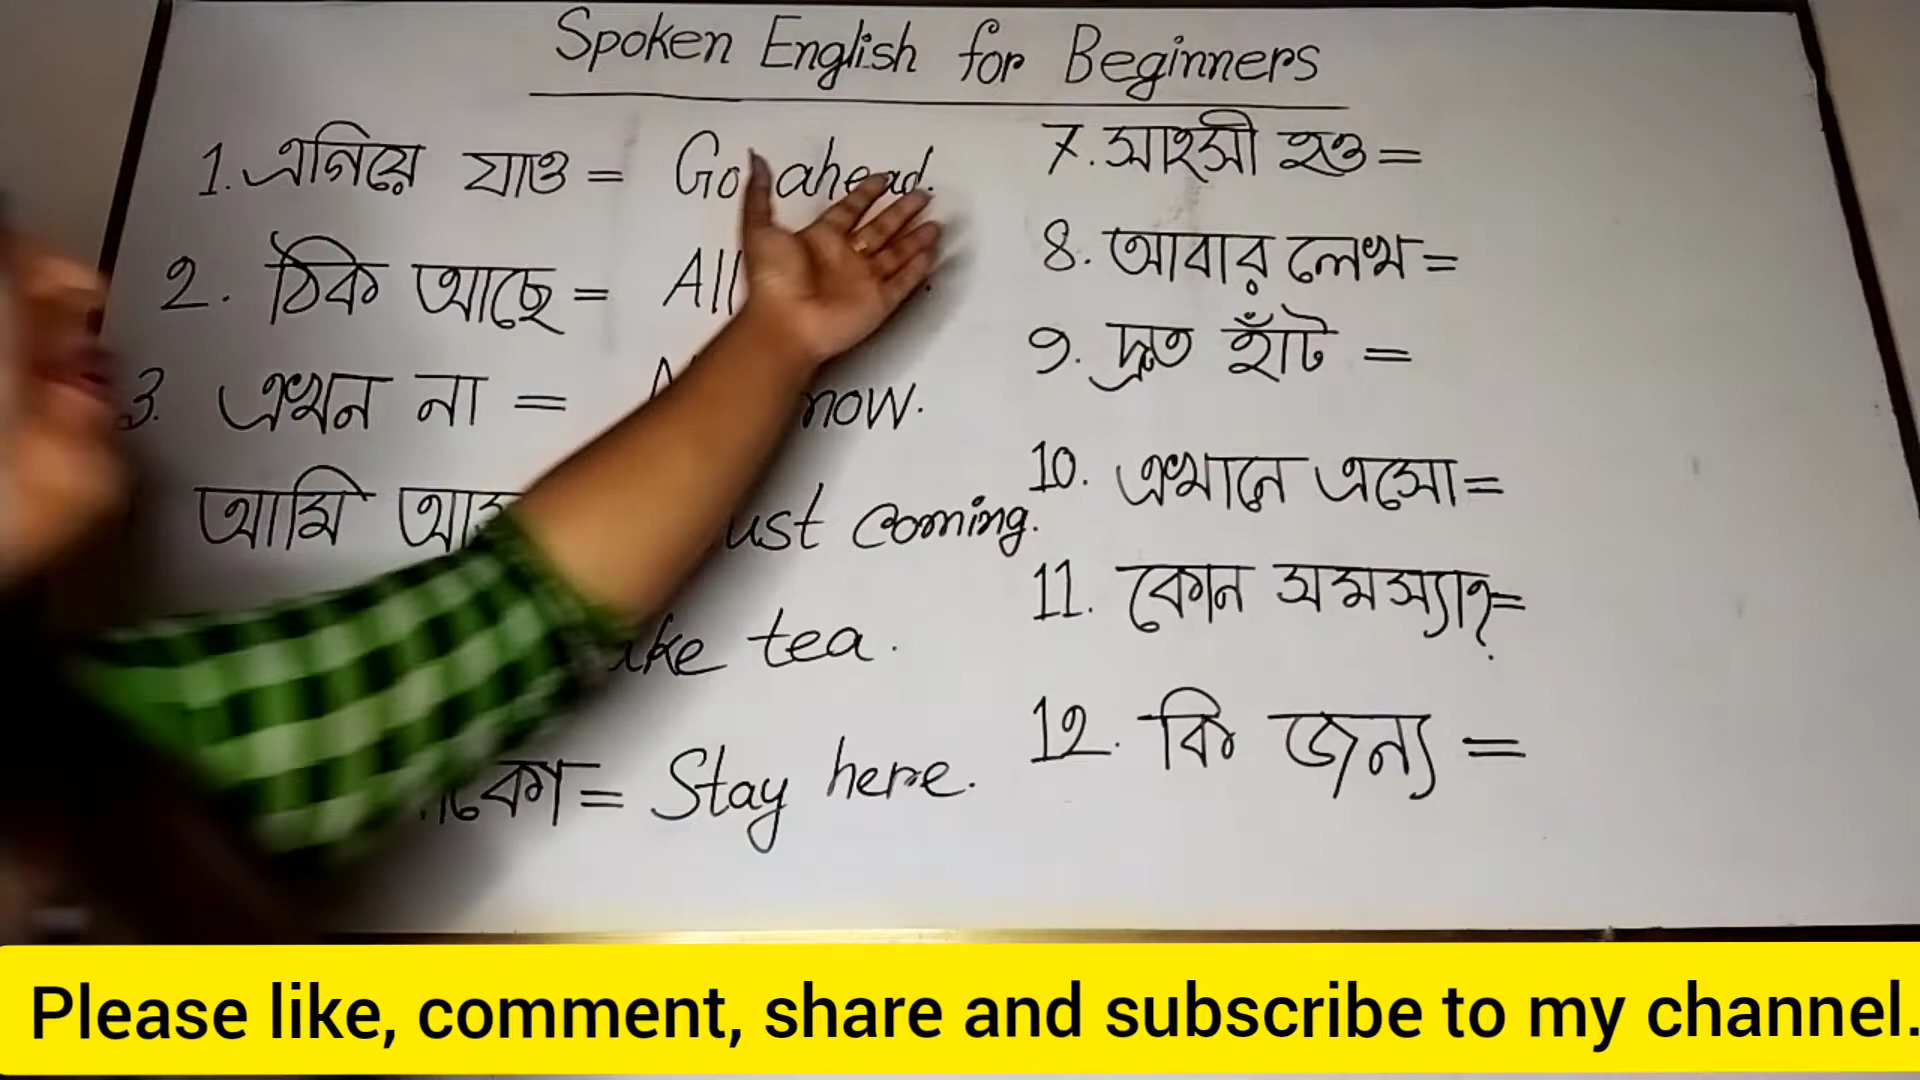 Spoken English for Beginners
1. এগিয়ে যাও = Go ahead.
2. ঠিক আছে = All
3. এখন না = now.
আমি coming.
tea.
= Stay here.
7. সাহসী হও =
8. আবার লেখ =
9. দ্রুত হাঁট =
10. এখানে এসো =
11. কোন সমস্যা? =
12. কি জন্য =
Please like, comment, share and subscribe to my channel.